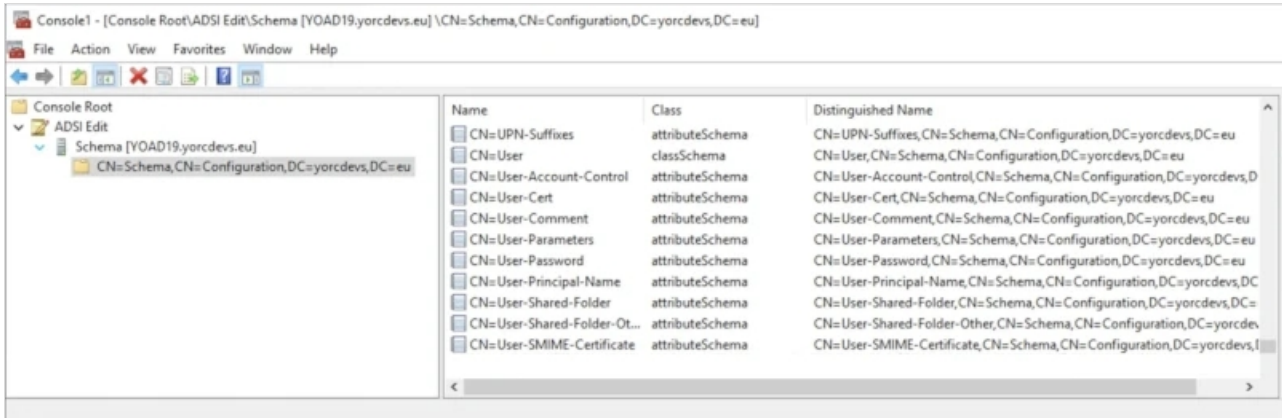 Console1 - [Console Root\ADSI Edit\Schema [YOAD19.yorcdevs.eu] \CN=Schema,CN=Configuration,DC=yorcdevs,DC=eu]
File Action View Favorites Window Help
Console Root
ADSI Edit
Schema [YOAD19.yorcdevs.eu]
CN=Schema,CN=Configuration,DC=yorcdevs,DC=eu
Name Class Distinguished Name
CN=UPN-Suffixes attributeSchema CN=UPN-Suffixes,CN=Schema,CN=Configuration,DC=yorcdevs,DC=eu
CN=User classSchema CN=User,CN=Schema,CN=Configuration,DC=yorcdevs,DC=eu
CN=User-Account-Control attributeSchema CN=User-Account-Control,CN=Schema,CN=Configuration,DC=yorcdevs,D
CN=User-Cert attributeSchema CN=User-Cert,CN=Schema,CN=Configuration,DC=yorcdevs,DC=eu
CN=User-Comment attributeSchema CN=User-Comment,CN=Schema,CN=Configuration,DC=yorcdevs,DC=eu
CN=User-Parameters attributeSchema CN=User-Parameters,CN=Schema,CN=Configuration,DC=yorcdevs,DC=eu
CN=User-Password attributeSchema CN=User-Password,CN=Schema,CN=Configuration,DC=yorcdevs,DC=eu
CN=User-Principal-Name attributeSchema CN=User-Principal-Name,CN=Schema,CN=Configuration,DC=yorcdevs,DC
CN=User-Shared-Folder attributeSchema CN=User-Shared-Folder,CN=Schema,CN=Configuration,DC=yorcdevs,DC=
CN=User-Shared-Folder-Ot... attributeSchema CN=User-Shared-Folder-Other,CN=Schema,CN=Configuration,DC=yorcdev
CN=User-SMIME-Certificate attributeSchema CN=User-SMIME-Certificate,CN=Schema,CN=Configuration,DC=yorcdevs,